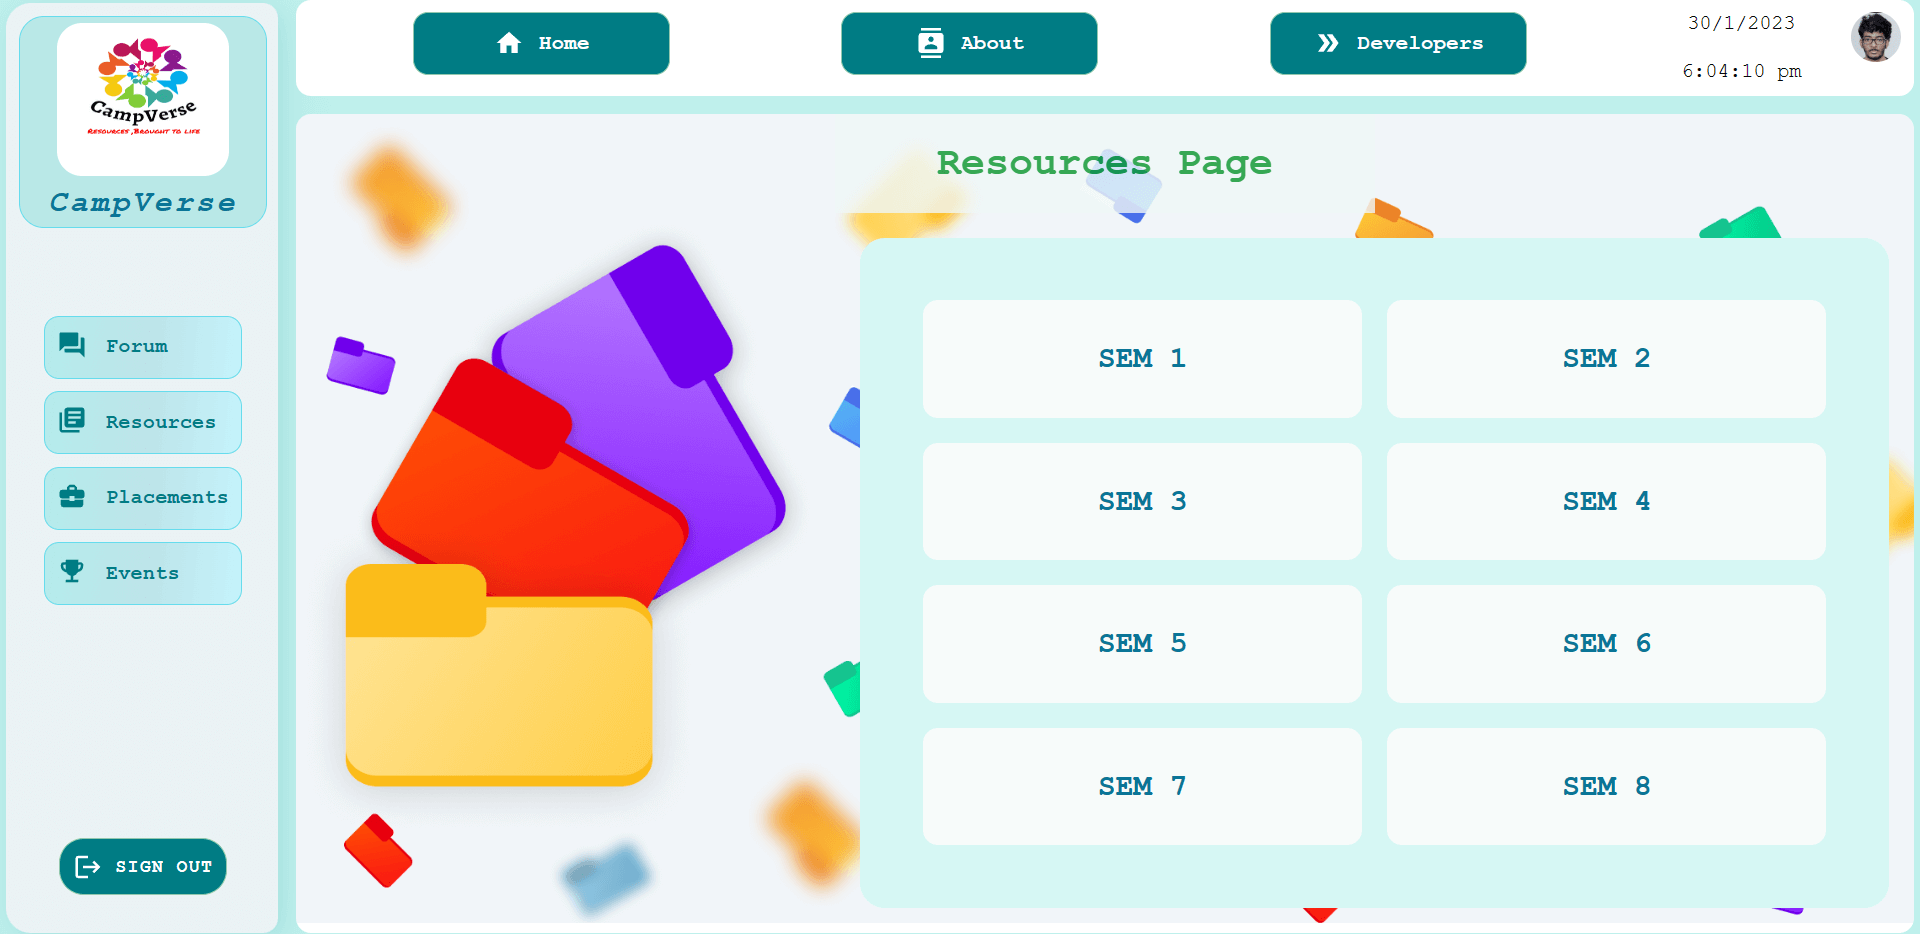 CampVerse
Resources ,Brought to life
CampVerse
Forum
Resources
Placements
Events
SIGN OUT
Home
About
Developers
30/1/2023
6:04:10 pm
Resources Page
SEM 1
SEM 2
SEM 3
SEM 4
SEM 5
SEM 6
SEM 7
SEM 8